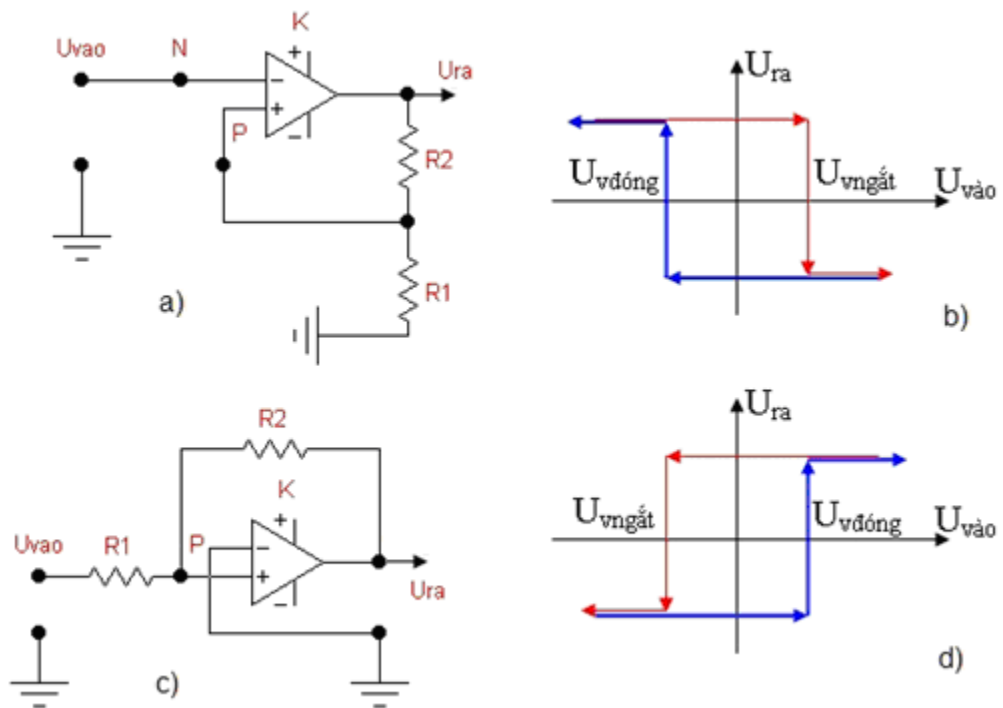 K
Uvao
N
+
−
+
−
Ura
P
R2
R1
a)
Ura
Uvđóng
Uvngắt
Uvào
b)
R2
K
Uvao
R1
P
+
−
+
−
Ura
c)
Ura
Uvngắt
Uvđóng
Uvào
d)